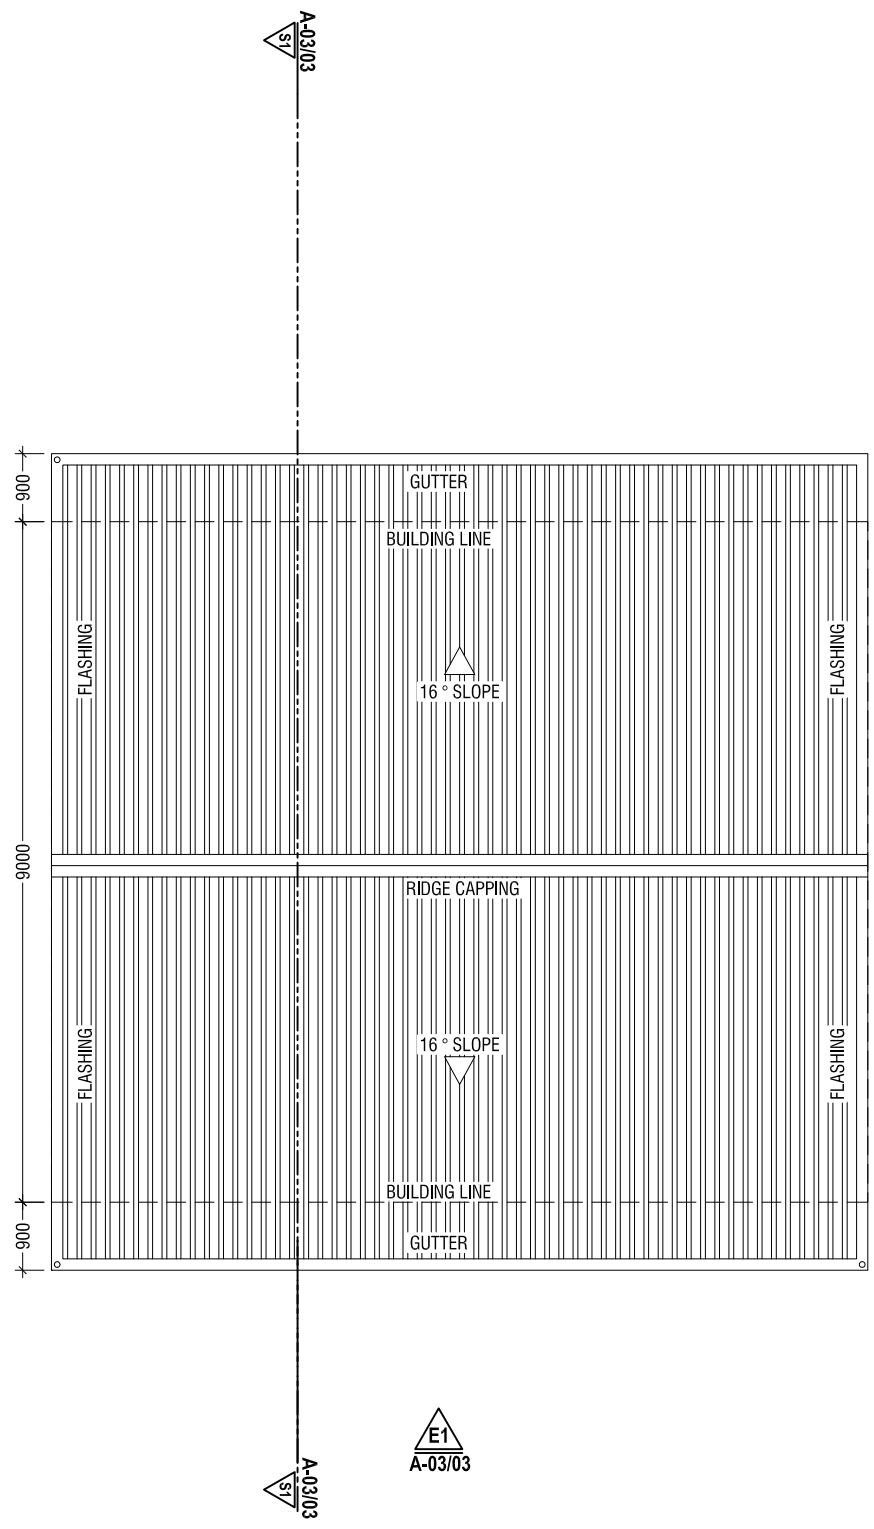 A-03/03
S1
900
GUTTER
BUILDING LINE
FLASHING
FLASHING
16 ° SLOPE
9000
RIDGE CAPPING
16 ° SLOPE
FLASHING
FLASHING
BUILDING LINE
900
GUTTER
E1
A-03/03
A-03/03
S1